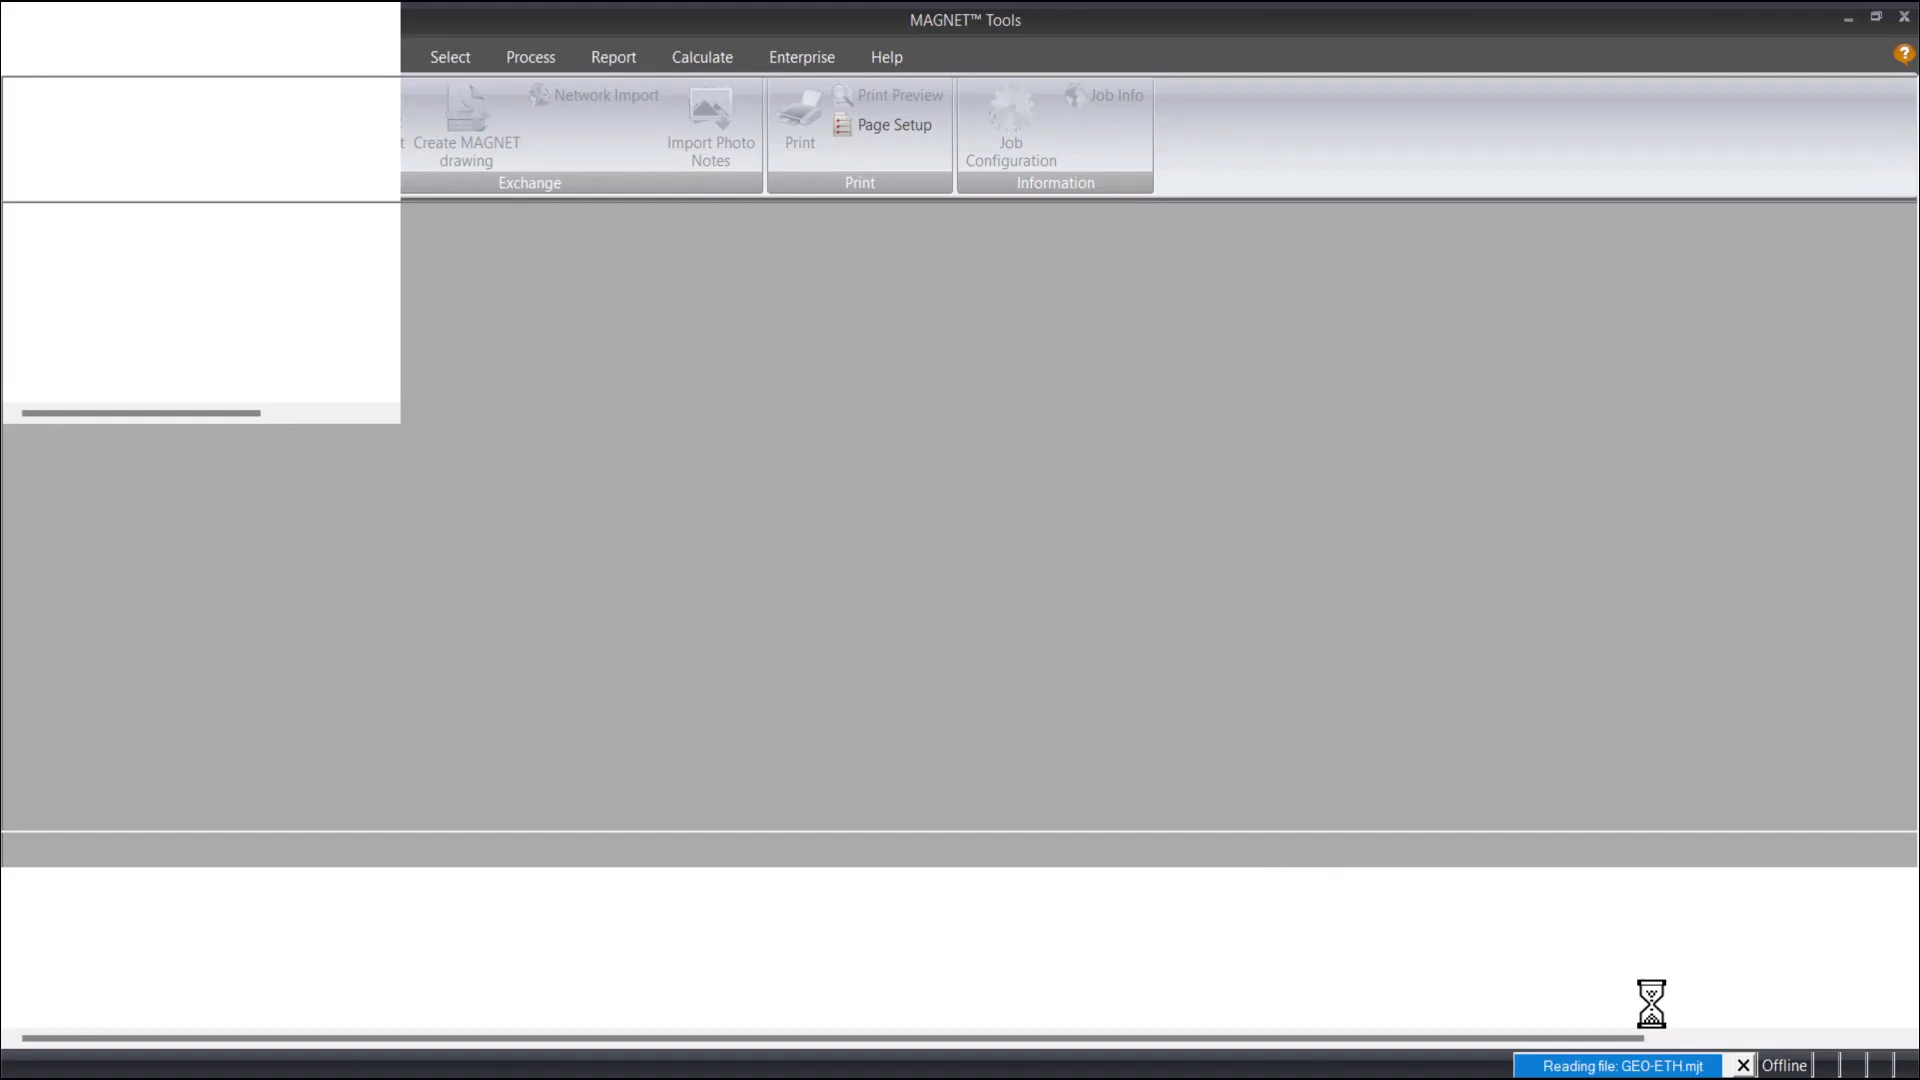 MAGNET™ Tools
Select Process Report Calculate Enterprise Help
Network Import
Create MAGNET drawing
Import Photo Notes
Exchange
Print
Print Preview
Page Setup
Print
Job Configuration
Job Info
Information
Reading file: GEO-ETH.mjt
Offline